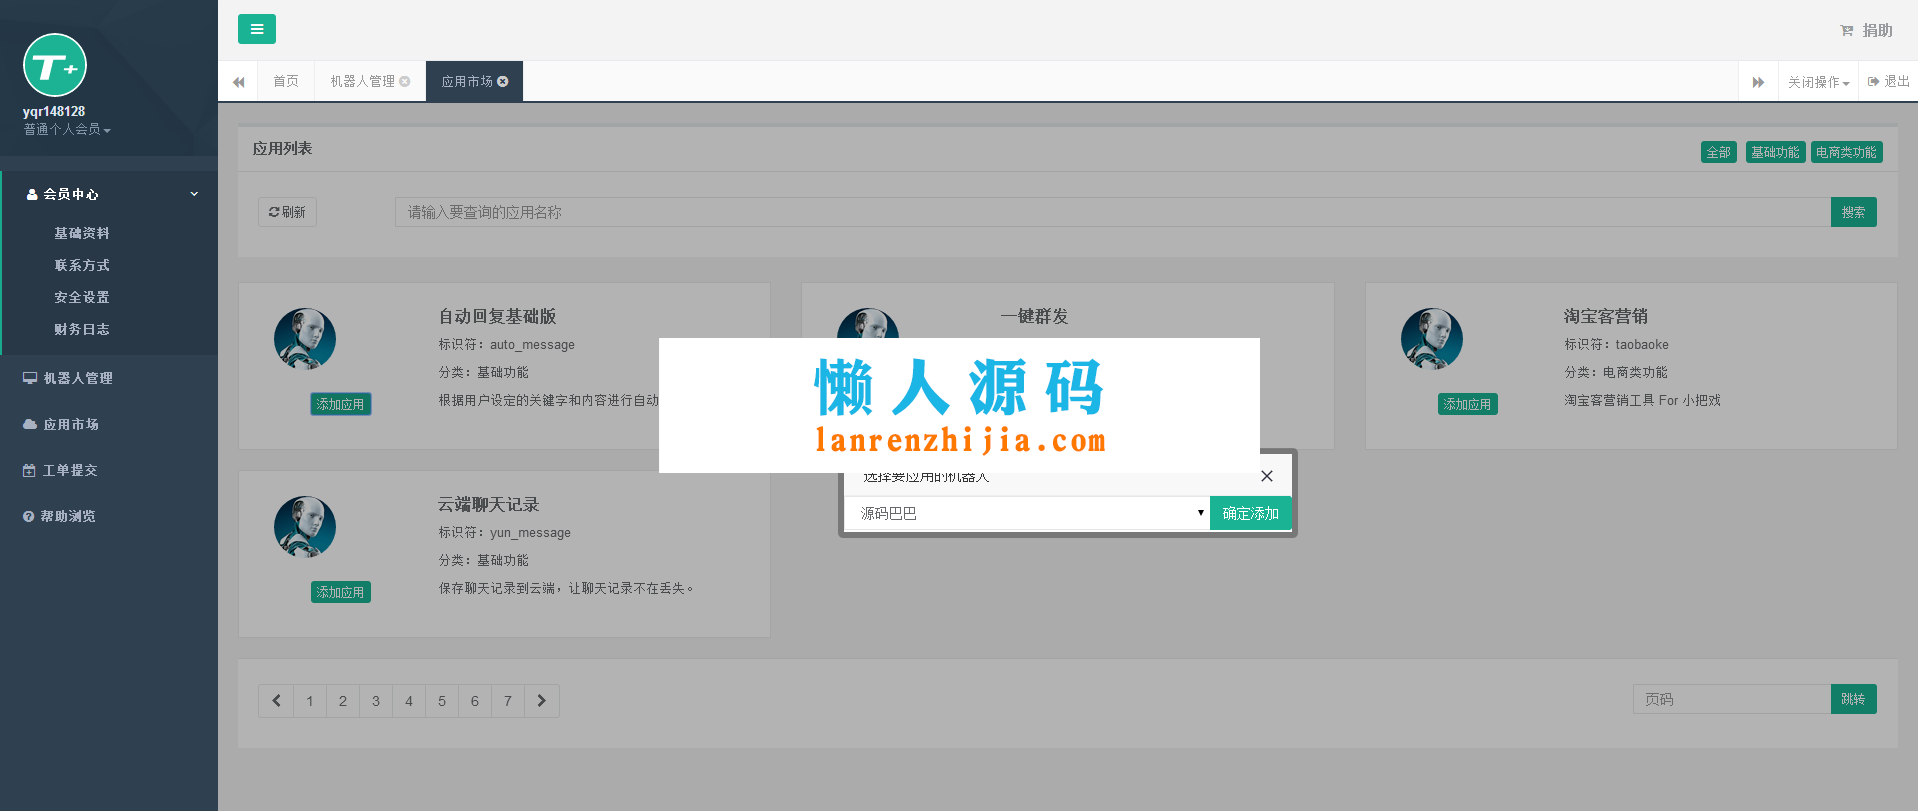 捐助
首页
机器人管理
应用市场
关闭操作
退出
T+
yqr148128
普通个人会员
会员中心
基础资料
联系方式
安全设置
财务日志
机器人管理
应用市场
工单提交
帮助浏览
应用列表
全部 基础功能 电商类功能
刷新
请输入要查询的应用名称
搜索
自动回复基础版
标识符：auto_message
分类：基础功能
根据用户设定的关键字和内容进行自动
添加应用
一键群发
淘宝客营销
标识符：taobaoke
分类：电商类功能
淘宝客营销工具 For 小把戏
添加应用
懒人源码
lanrenzhijia.com
选择要应用的机器人
源码巴巴
确定添加
云端聊天记录
标识符：yun_message
分类：基础功能
保存聊天记录到云端，让聊天记录不在丢失。
添加应用
1 2 3 4 5 6 7
页码
跳转